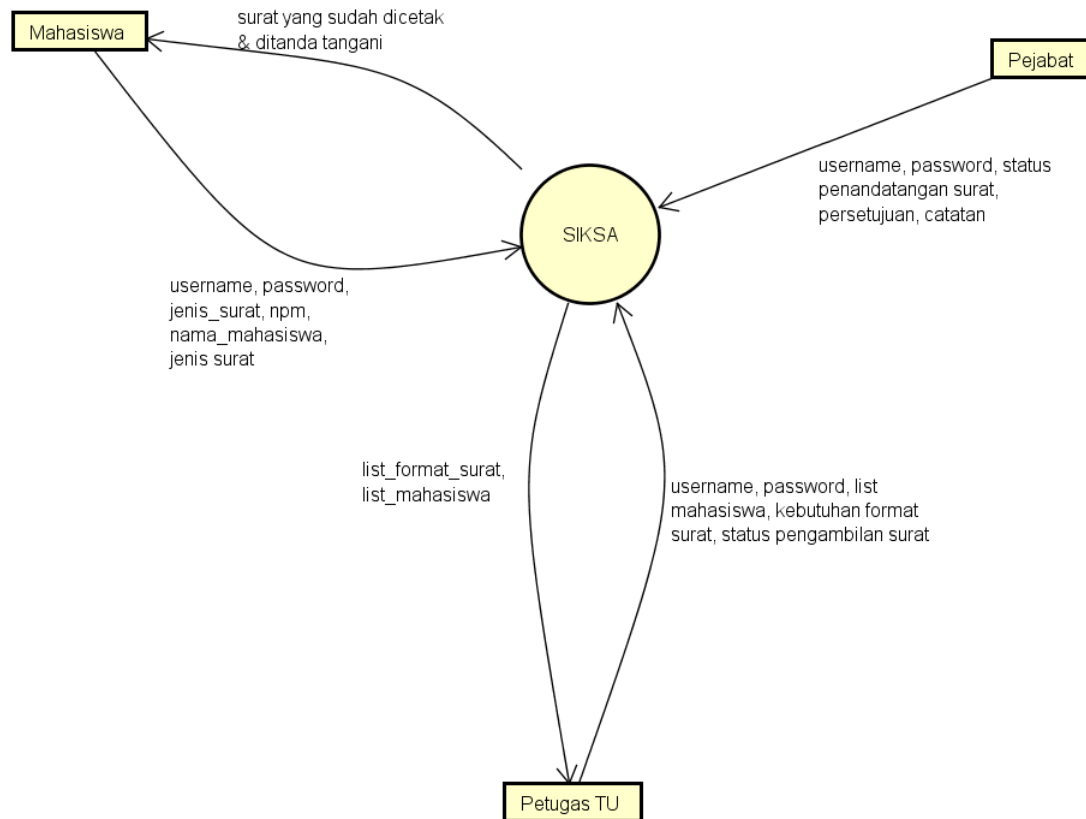 surat yang sudah dicetak
& ditanda tangani
Mahasiswa
Pejabat
username, password, status
penandatangan surat,
persetujuan, catatan
SIKSA
username, password,
jenis_surat, npm,
nama_mahasiswa,
jenis surat
list_format_surat,
list_mahasiswa
username, password, list
mahasiswa, kebutuhan format
surat, status pengambilan surat
Petugas TU